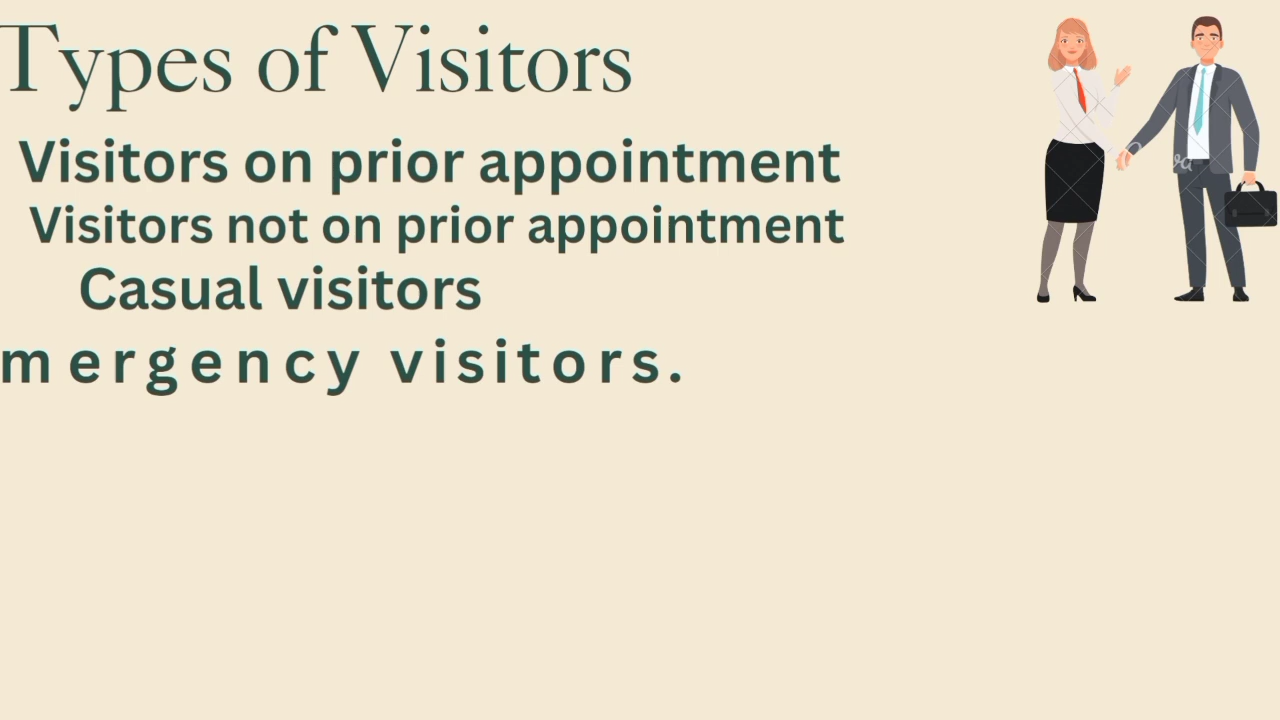 Types of Visitors
Visitors on prior appointment
Visitors not on prior appointment
Casual visitors
mergency visitors.